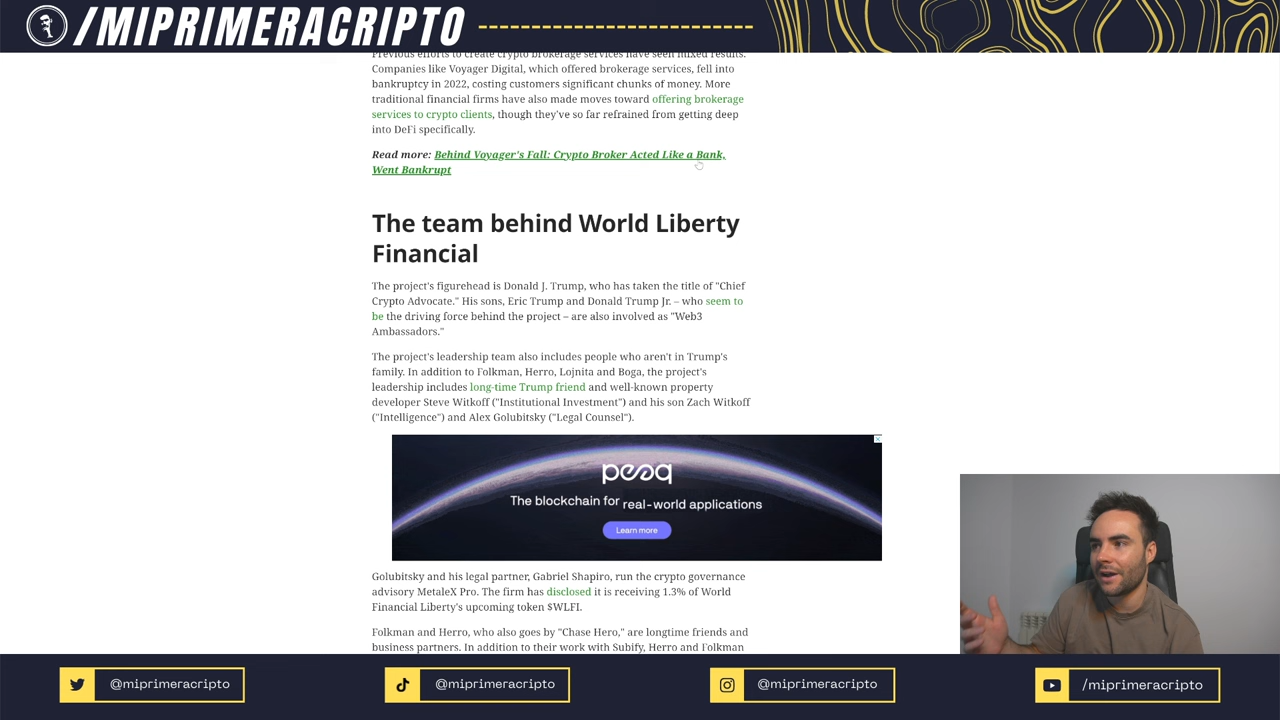 /MIPRIMERACRIPTO
Previous efforts to create crypto brokerage services have seen mixed results.
Companies like Voyager Digital, which offered brokerage services, fell into
bankruptcy in 2022, costing customers significant chunks of money. More
traditional financial firms have also made moves toward offering brokerage
services to crypto clients, though they've so far refrained from getting deep
into DeFi specifically.
Read more: Behind Voyager's Fall: Crypto Broker Acted Like a Bank,
Went Bankrupt
The team behind World Liberty
Financial
The project's figurehead is Donald J. Trump, who has taken the title of "Chief
Crypto Advocate." His sons, Eric Trump and Donald Trump Jr. – who seem to
be the driving force behind the project – are also involved as "Web3
Ambassadors."
The project's leadership team also includes people who aren't in Trump's
family. In addition to Folkman, Herro, Lojnita and Boga, the project's
leadership includes long-time Trump friend and well-known property
developer Steve Witkoff ("Institutional Investment") and his son Zach Witkoff
("Intelligence") and Alex Golubitsky ("Legal Counsel").
peaq
The blockchain for real-world applications
Learn more
Golubitsky and his legal partner, Gabriel Shapiro, run the crypto governance
advisory MetaleX Pro. The firm has disclosed it is receiving 1.3% of World
Financial Liberty's upcoming token $WLFI.
Folkman and Herro, who also goes by "Chase Hero," are longtime friends and
business partners. In addition to their work with Subify, Herro and Folkman
@miprimeracripto
@miprimeracripto
@miprimeracripto
/miprimeracripto